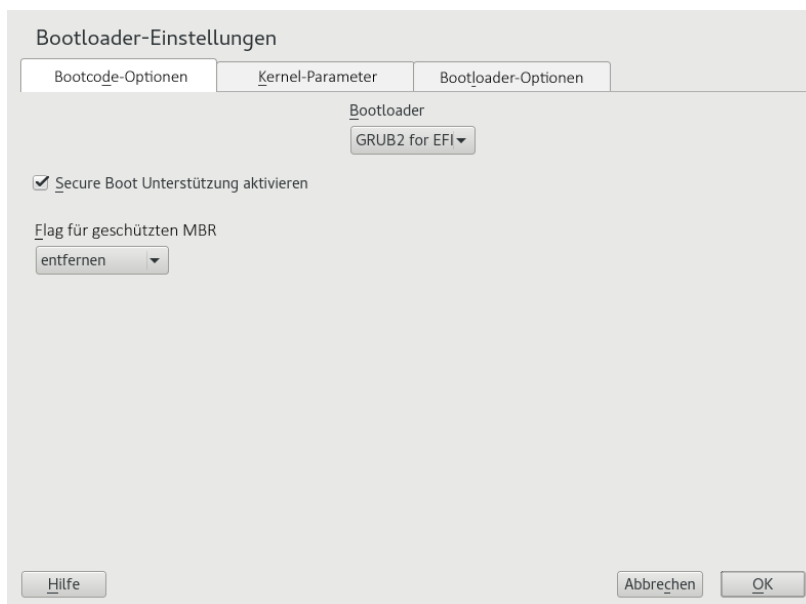 Bootloader-Einstellungen
Bootcode-Optionen Kernel-Parameter Bootloader-Optionen
Bootloader
GRUB2 for EFI
Secure Boot Unterstützung aktivieren
Flag für geschützten MBR
entfernen
Hilfe Abbrechen OK